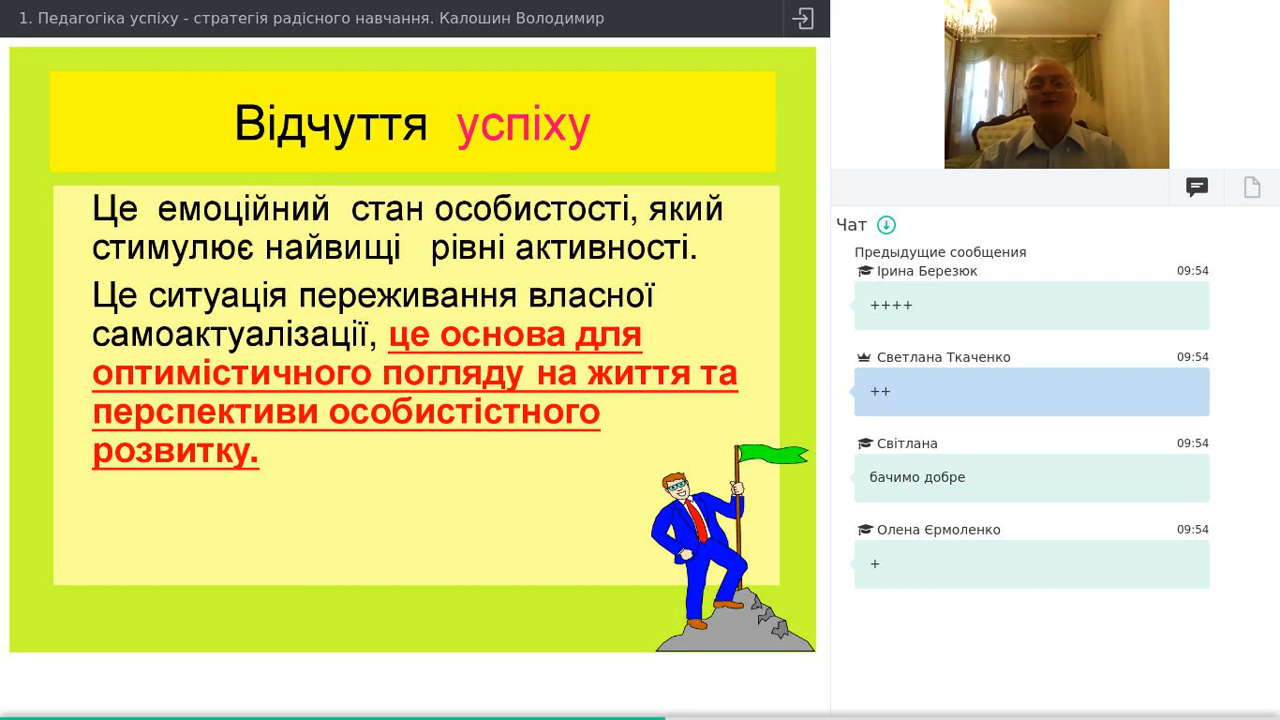 1. Педагогіка успіху - стратегія радісного навчання. Калошин Володимир
Відчуття успіху
Це емоційний стан особистості, який
стимулює найвищі рівні активності.
Це ситуація переживання власної
самоактуалізації, це основа для
оптимістичного погляду на життя та
перспективи особистістного
розвитку.
Чат
Предыдущие сообщения
Ірина Березюк 09:54
++++
Светлана Ткаченко 09:54
++
Світлана 09:54
бачимо добре
Олена Єрмоленко 09:54
+